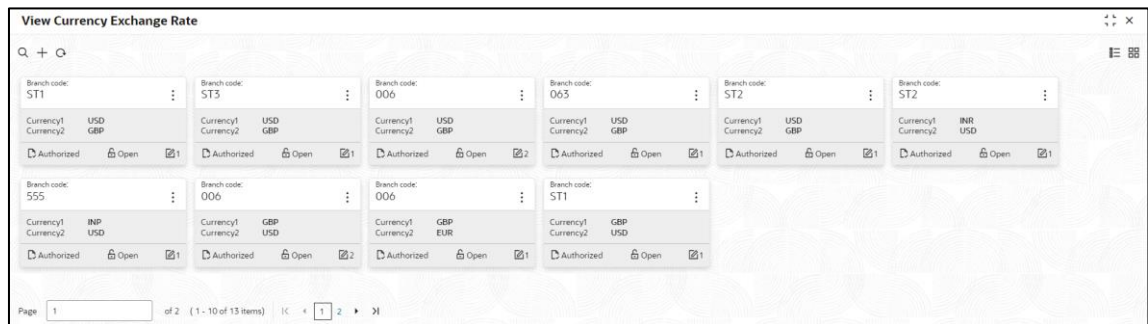 View Currency Exchange Rate
Branch code: Branch code: Branch code: Branch code: Branch code: Branch code:
ST1 ST3 006 063 ST2 ST2
Currency1 USD Currency1 USD Currency1 USD Currency1 USD Currency1 USD Currency1 INR
Currency2 GBP Currency2 GBP Currency2 GBP Currency2 GBP Currency2 GBP Currency2 USD
Authorized Open 1 Authorized Open 1 Authorized Open 2 Authorized Open 1 Authorized Open 1 Authorized Open 1
Branch code: Branch code: Branch code: Branch code:
555 006 006 ST1
Currency1 INP Currency1 GBP Currency1 GBP Currency1 GBP
Currency2 USD Currency2 USD Currency2 EUR Currency2 USD
Authorized Open 1 Authorized Open 2 Authorized Open 1 Authorized Open 1
Page 1 of 2 ( 1 - 10 of 13 items) 1 2